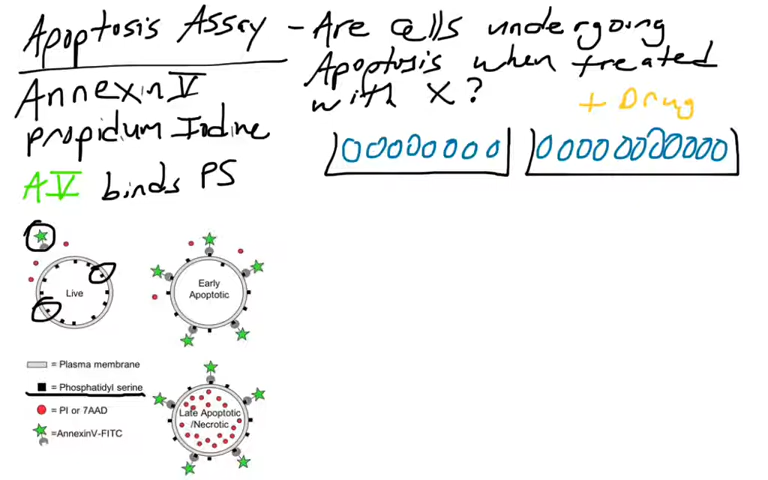 Apoptosis Assay - Are cells undergoing
Apoptosis when treated
with X?
Annexin V
propidum Iodine
+ Drug
AV binds PS
Live
Early
Apoptotic
= Plasma membrane
= Phosphatidyl serine
= PI or 7AAD
=AnnexinV-FITC
Late Apoptotic
/Necrotic